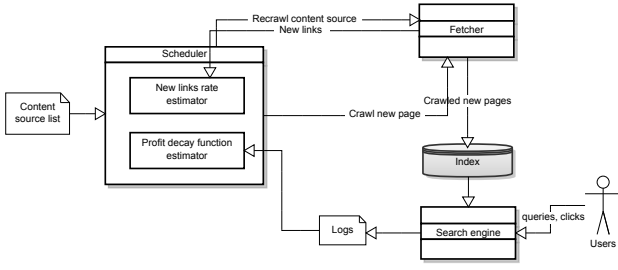 Recrawl content source
New links
Fetcher
Scheduler
New links rate
estimator
Content
source list
Crawl new page
Crawled new pages
Profit decay function
estimator
Index
Logs
Search engine
queries, clicks
Users